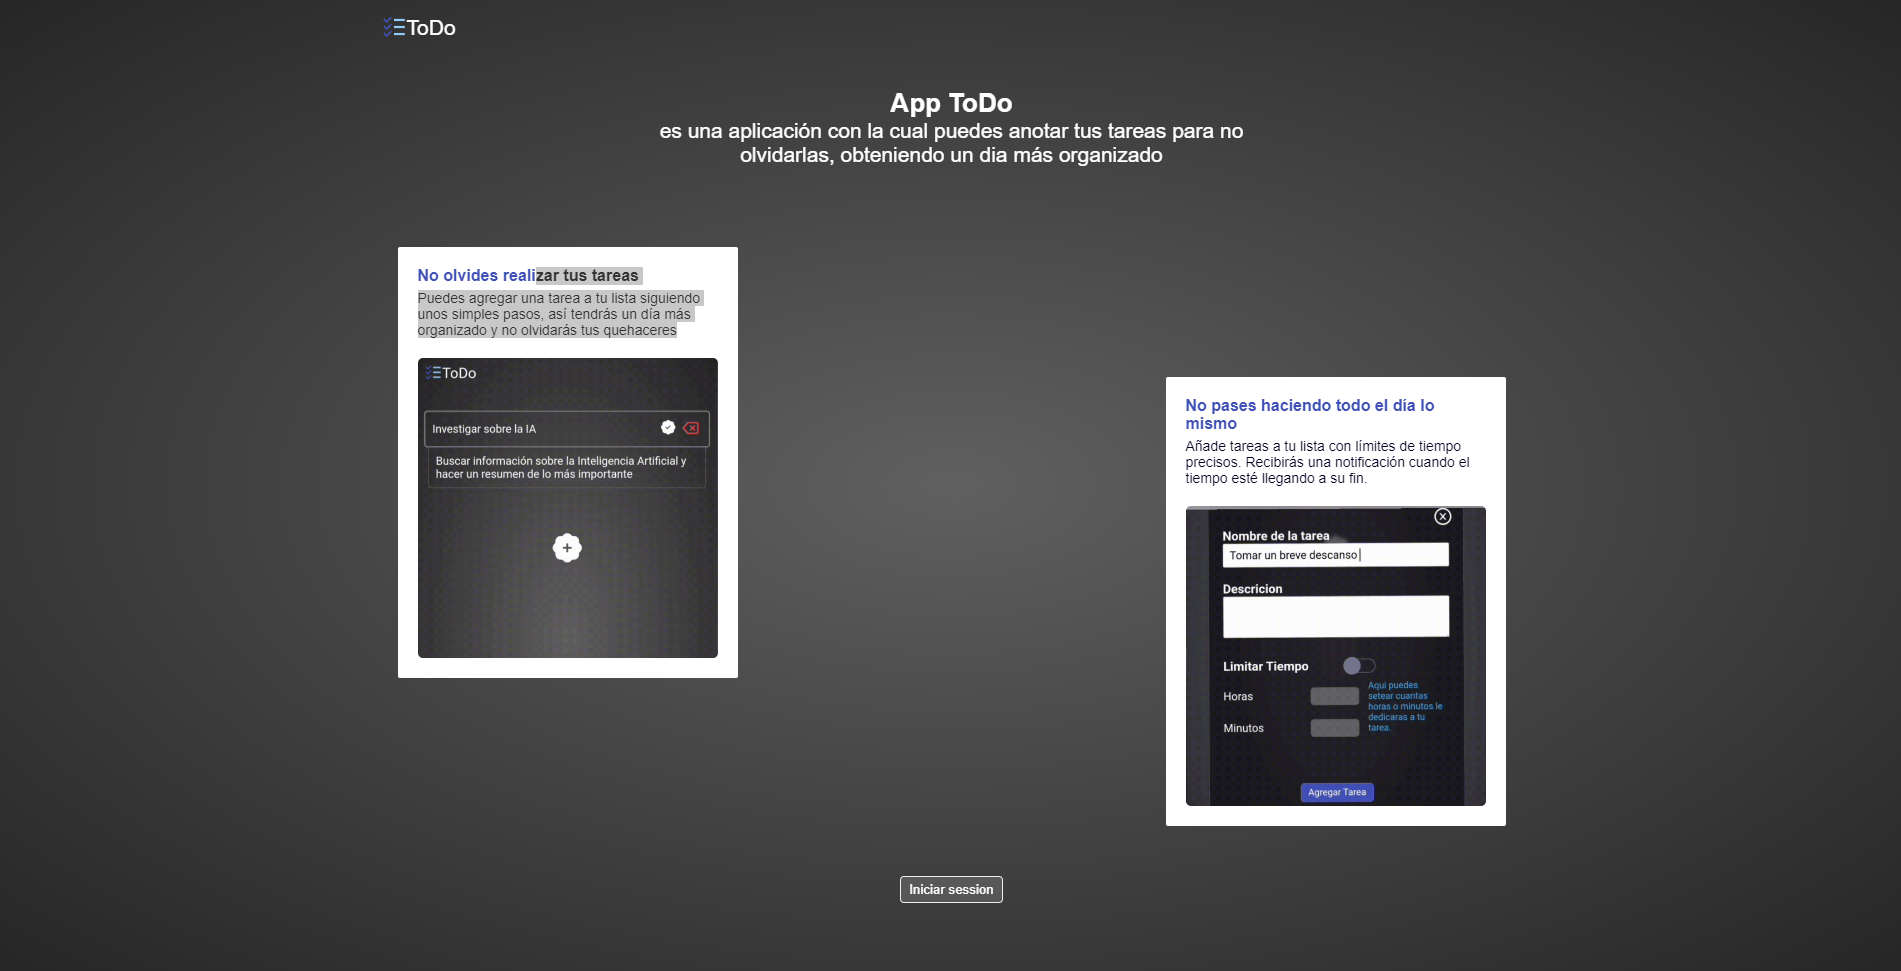 ToDo
App ToDo
es una aplicación con la cual puedes anotar tus tareas para no
olvidarlas, obteniendo un dia más organizado
No olvides realizar tus tareas
Puedes agregar una tarea a tu lista siguiendo
unos simples pasos, así tendrás un día más
organizado y no olvidarás tus quehaceres
ToDo
Investigar sobre la IA
Buscar información sobre la Inteligencia Artificial y
hacer un resumen de lo más importante
No pases haciendo todo el día lo
mismo
Añade tareas a tu lista con límites de tiempo
precisos. Recibirás una notificación cuando el
tiempo esté llegando a su fin.
Nombre de la tarea
Tomar un breve descanso
Descricion
Limitar Tiempo
Horas
Minutos
Aqui puedes
setear cuantas
horas o minutos le
dedicaras a tu
tarea.
Agregar Tarea
Iniciar session